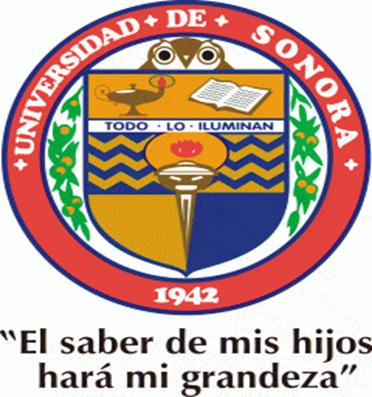 UNIVERSIDAD DE SONORA
TODO · LO · ILUMINAN
1942
"El saber de mis hijos
hará mi grandeza"